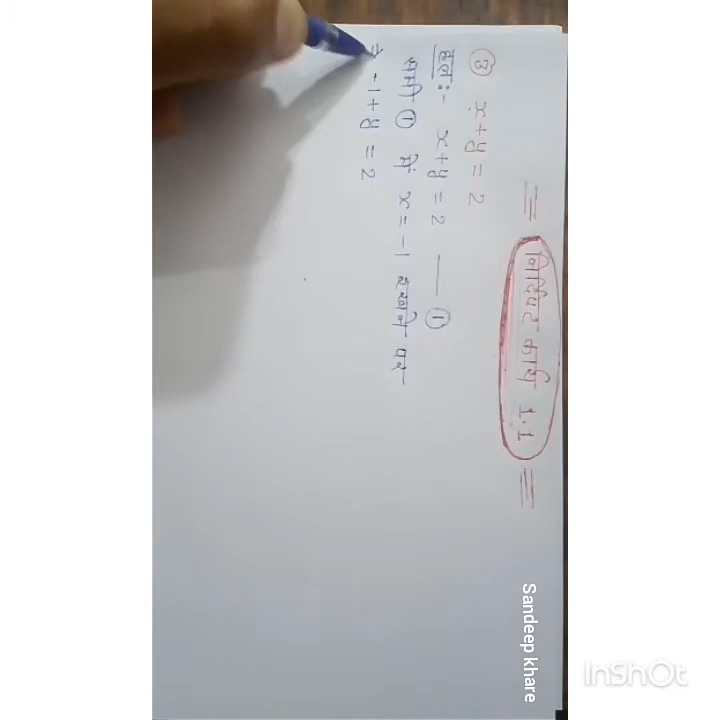 = निर्दिष्ट कार्य 1.1 =
③ x+y = 2
हल :- x+y = 2 —— ①
समी ① में x = -1 रखने पर-
⇒ -1+y = 2
Sandeep khare
InShOt